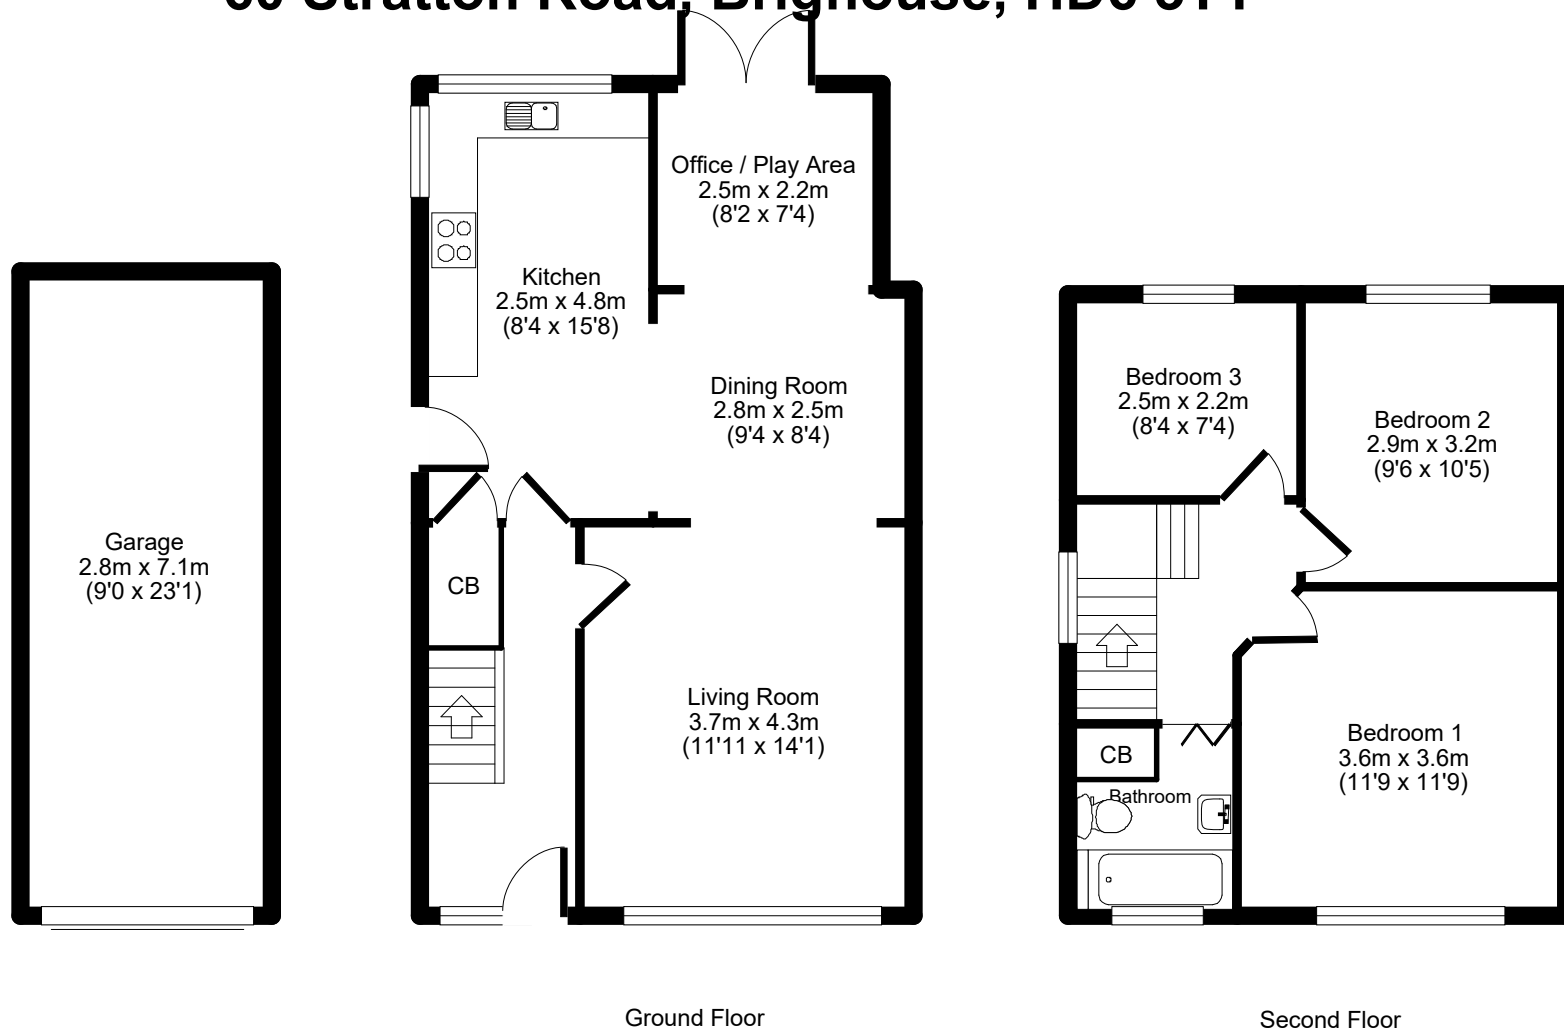 Stratton Road, Brighouse,
Office / Play Area
2.5m x 2.2m
(8'2 x 7'4)
Kitchen
2.5m x 4.8m
(8'4 x 15'8)
Dining Room
2.8m x 2.5m
(9'4 x 8'4)
Bedroom 3
2.5m x 2.2m
(8'4 x 7'4)
Bedroom 2
2.9m x 3.2m
(9'6 x 10'5)
Garage
2.8m x 7.1m
(9'0 x 23'1)
CB
Living Room
3.7m x 4.3m
(11'11 x 14'1)
Bedroom 1
3.6m x 3.6m
(11'9 x 11'9)
CB
Bathroom
Ground Floor
Second Floor